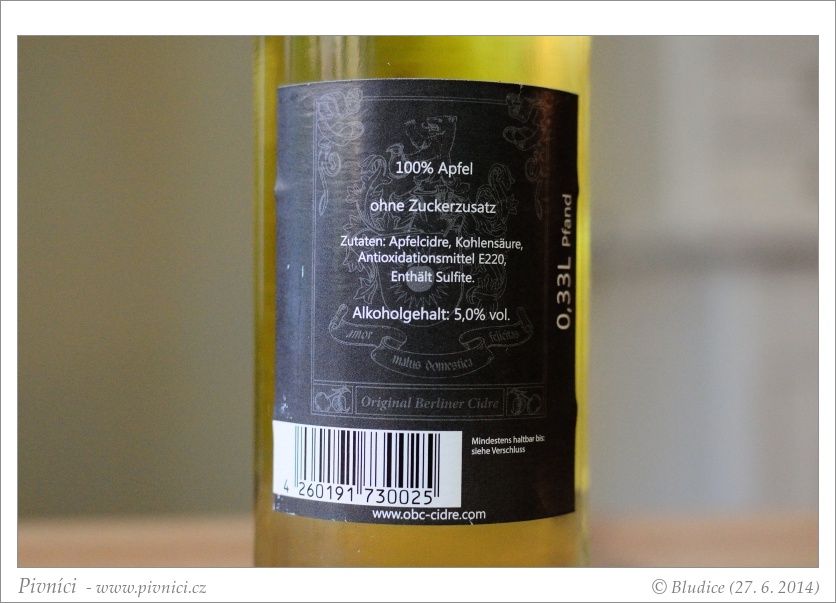 100% Apfel
ohne Zuckerzusatz
Zutaten: Apfelcidre, Kohlensäure,
Antioxidationsmittel E220,
Enthält Sulfite.
Alkoholgehalt: 5,0% vol.
amor
felicitas
malus domestica
Original Berliner Cidre
0,33L Pfand
Mindestens haltbar bis:
siehe Verschluss
4 260191 730025
www.obc-cidre.com
Pivníci - www.pivnici.cz
© Bludice (27. 6. 2014)